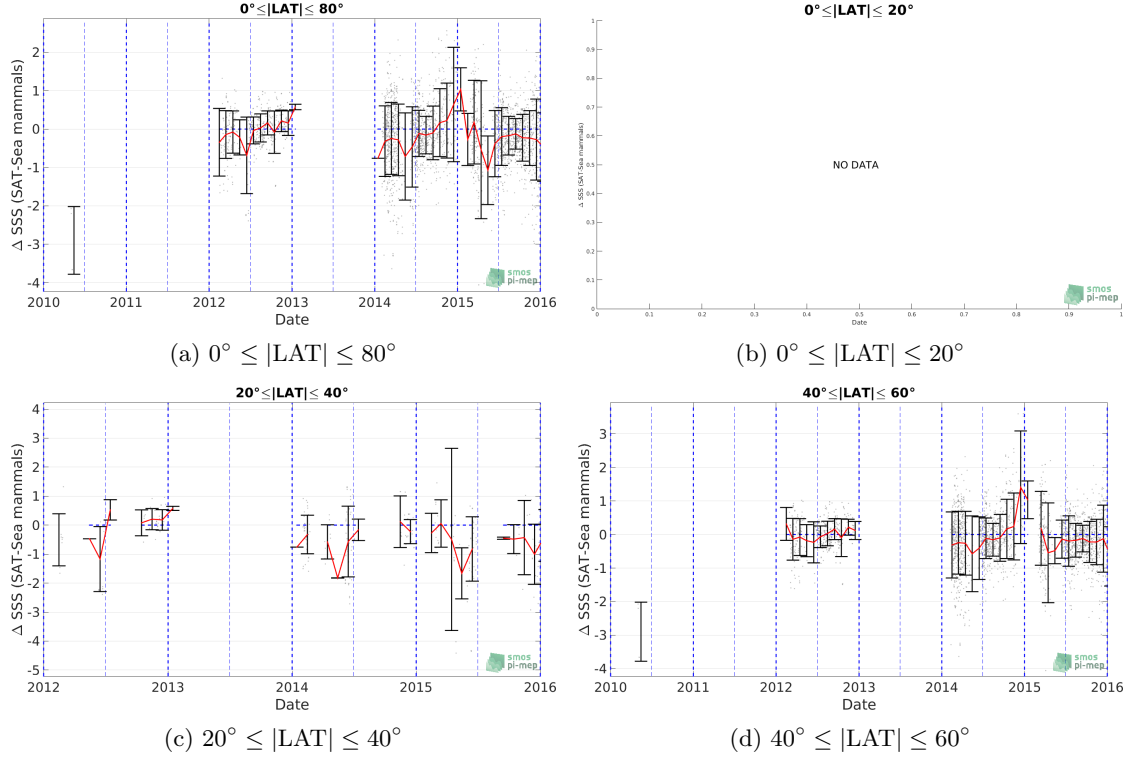 0°≤|LAT|≤ 80°
Δ SSS (SAT-Sea mammals)
2
1
0
-1
-2
-3
-4
2010 2011 2012 2013 2014 2015 2016
Date
smos
pi-mep
(a) 0° ≤ |LAT| ≤ 80°
0°≤|LAT|≤ 20°
Δ SSS (SAT-Sea mammals)
1
0.9
0.8
0.7
0.6
0.5
0.4
0.3
0.2
0.1
0
NO DATA
0 0.1 0.2 0.3 0.4 0.5 0.6 0.7 0.8 0.9 1
Date
smos
pi-mep
(b) 0° ≤ |LAT| ≤ 20°
20°≤|LAT|≤ 40°
Δ SSS (SAT-Sea mammals)
4
3
2
1
0
-1
-2
-3
-4
-5
2012 2013 2014 2015 2016
Date
smos
pi-mep
(c) 20° ≤ |LAT| ≤ 40°
40°≤|LAT|≤ 60°
Δ SSS (SAT-Sea mammals)
3
2
1
0
-1
-2
-3
-4
2010 2011 2012 2013 2014 2015 2016
Date
smos
pi-mep
(d) 40° ≤ |LAT| ≤ 60°